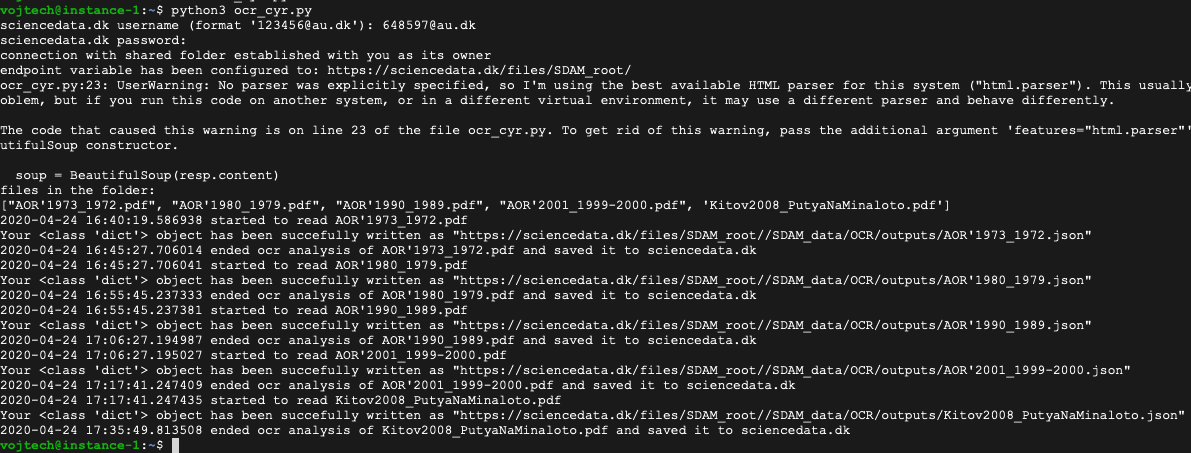 vojtech@instance-1:~$ python3 ocr_cyr.py
sciencedata.dk username (format '123456@au.dk'): 648597@au.dk
sciencedata.dk password:
connection with shared folder established with you as its owner
endpoint variable has been configured to: https://sciencedata.dk/files/SDAM_root/
ocr_cyr.py:23: UserWarning: No parser was explicitly specified, so I'm using the best available HTML parser for this system ("html.parser"). This usually
oblem, but if you run this code on another system, or in a different virtual environment, it may use a different parser and behave differently.
The code that caused this warning is on line 23 of the file ocr_cyr.py. To get rid of this warning, pass the additional argument 'features="html.parser"'
utifulSoup constructor.
soup = BeautifulSoup(resp.content)
files in the folder:
["AOR'1973_1972.pdf", "AOR'1980_1979.pdf", "AOR'1990_1989.pdf", "AOR'2001_1999-2000.pdf", 'Kitov2008_PutyaNaMinaloto.pdf']
2020-04-24 16:40:19.586938 started to read AOR'1973_1972.pdf
Your <class 'dict'> object has been succefully written as "https://sciencedata.dk/files/SDAM_root//SDAM_data/OCR/outputs/AOR'1973_1972.json"
2020-04-24 16:45:27.706014 ended ocr analysis of AOR'1973_1972.pdf and saved it to sciencedata.dk
2020-04-24 16:45:27.706041 started to read AOR'1980_1979.pdf
Your <class 'dict'> object has been succefully written as "https://sciencedata.dk/files/SDAM_root//SDAM_data/OCR/outputs/AOR'1980_1979.json"
2020-04-24 16:55:45.237333 ended ocr analysis of AOR'1980_1979.pdf and saved it to sciencedata.dk
2020-04-24 16:55:45.237381 started to read AOR'1990_1989.pdf
Your <class 'dict'> object has been succefully written as "https://sciencedata.dk/files/SDAM_root//SDAM_data/OCR/outputs/AOR'1990_1989.json"
2020-04-24 17:06:27.194987 ended ocr analysis of AOR'1990_1989.pdf and saved it to sciencedata.dk
2020-04-24 17:06:27.195027 started to read AOR'2001_1999-2000.pdf
Your <class 'dict'> object has been succefully written as "https://sciencedata.dk/files/SDAM_root//SDAM_data/OCR/outputs/AOR'2001_1999-2000.json"
2020-04-24 17:17:41.247409 ended ocr analysis of AOR'2001_1999-2000.pdf and saved it to sciencedata.dk
2020-04-24 17:17:41.247435 started to read Kitov2008_PutyaNaMinaloto.pdf
Your <class 'dict'> object has been succefully written as "https://sciencedata.dk/files/SDAM_root//SDAM_data/OCR/outputs/Kitov2008_PutyaNaMinaloto.json"
2020-04-24 17:35:49.813508 ended ocr analysis of Kitov2008_PutyaNaMinaloto.pdf and saved it to sciencedata.dk
vojtech@instance-1:~$